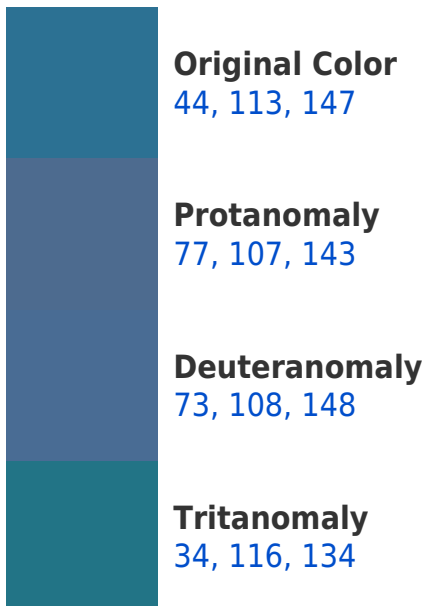 Original Color
44, 113, 147
Protanomaly
77, 107, 143
Deuteranomaly
73, 108, 148
Tritanomaly
34, 116, 134